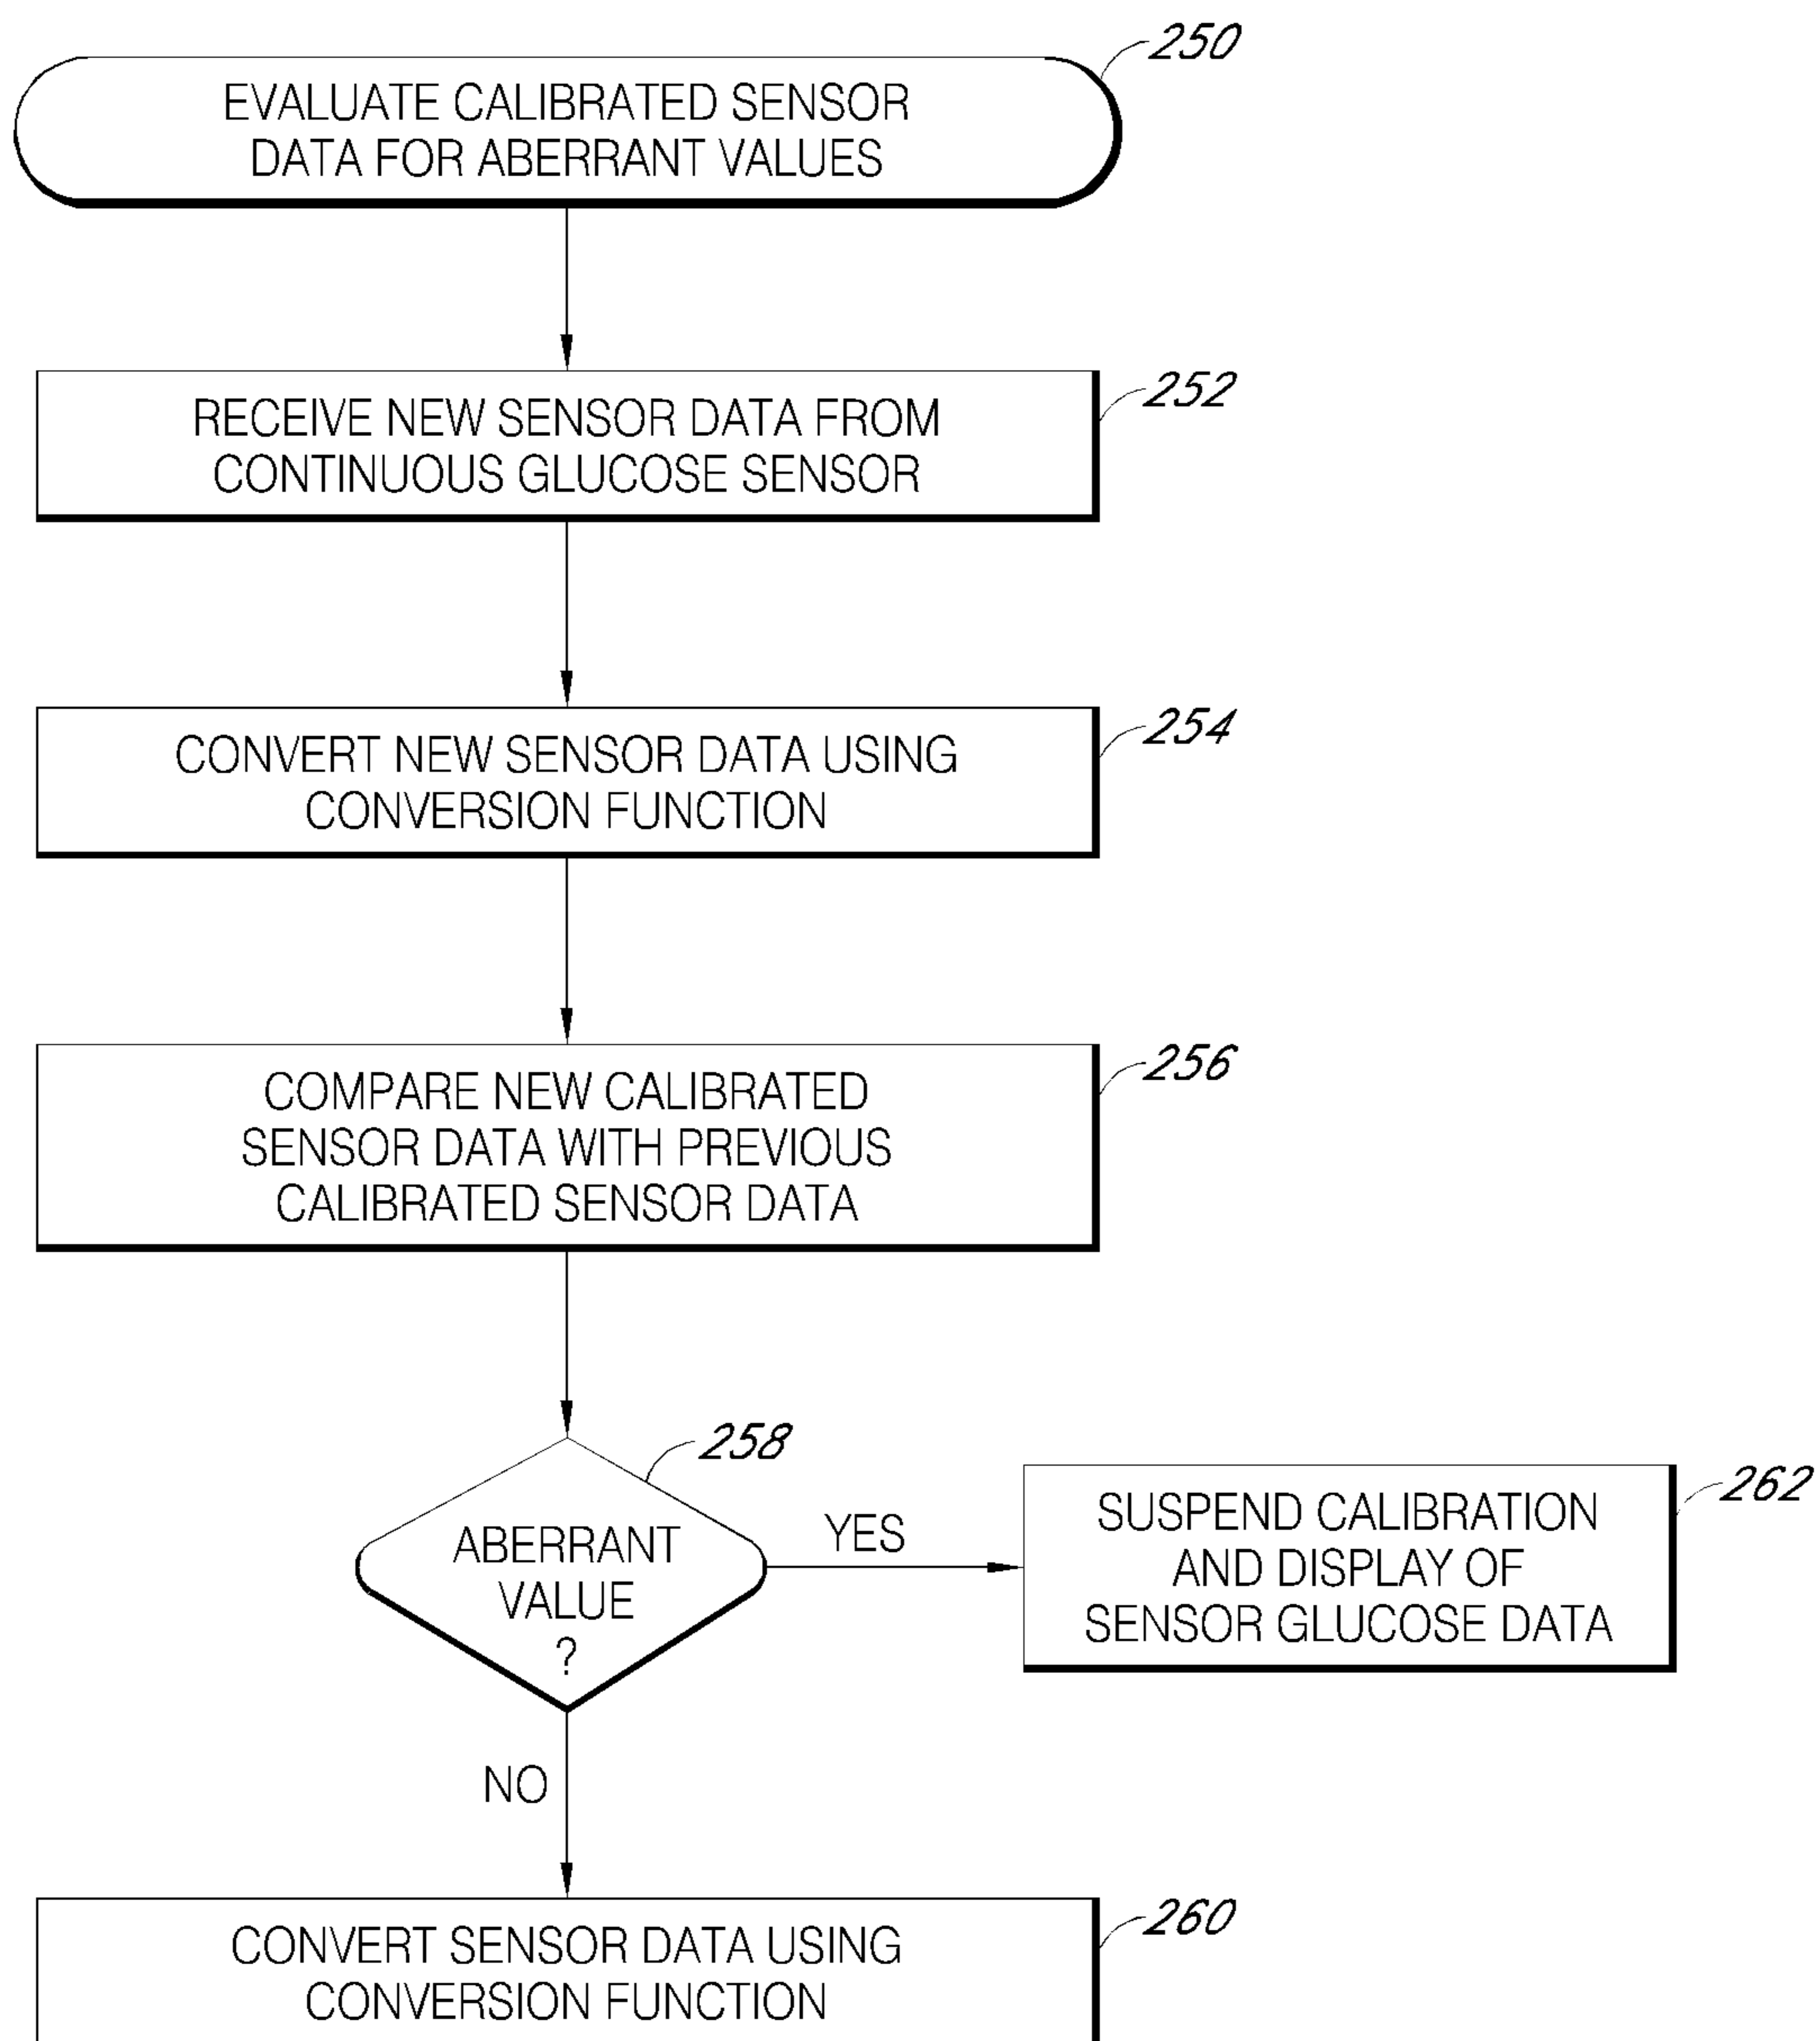 250
EVALUATE CALIBRATED SENSOR
DATA FOR ABERRANT VALUES
252
RECEIVE NEW SENSOR DATA FROM
CONTINUOUS GLUCOSE SENSOR
254
CONVERT NEW SENSOR DATA USING
CONVERSION FUNCTION
256
COMPARE NEW CALIBRATED
SENSOR DATA WITH PREVIOUS
CALIBRATED SENSOR DATA
258
ABERRANT
VALUE
?
YES
262
SUSPEND CALIBRATION
AND DISPLAY OF
SENSOR GLUCOSE DATA
NO
260
CONVERT SENSOR DATA USING
CONVERSION FUNCTION